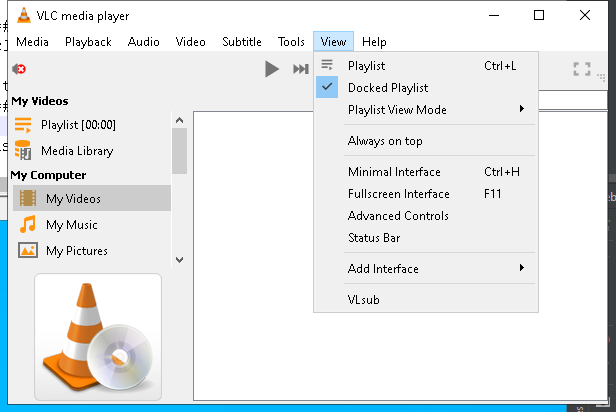 VLC media player
Media Playback Audio Video Subtitle Tools View Help
My Videos
Playlist [00:00]
Media Library
My Computer
My Videos
My Music
My Pictures
Playlist Ctrl+L
Docked Playlist
Playlist View Mode
Always on top
Minimal Interface Ctrl+H
Fullscreen Interface F11
Advanced Controls
Status Bar
Add Interface
VLsub